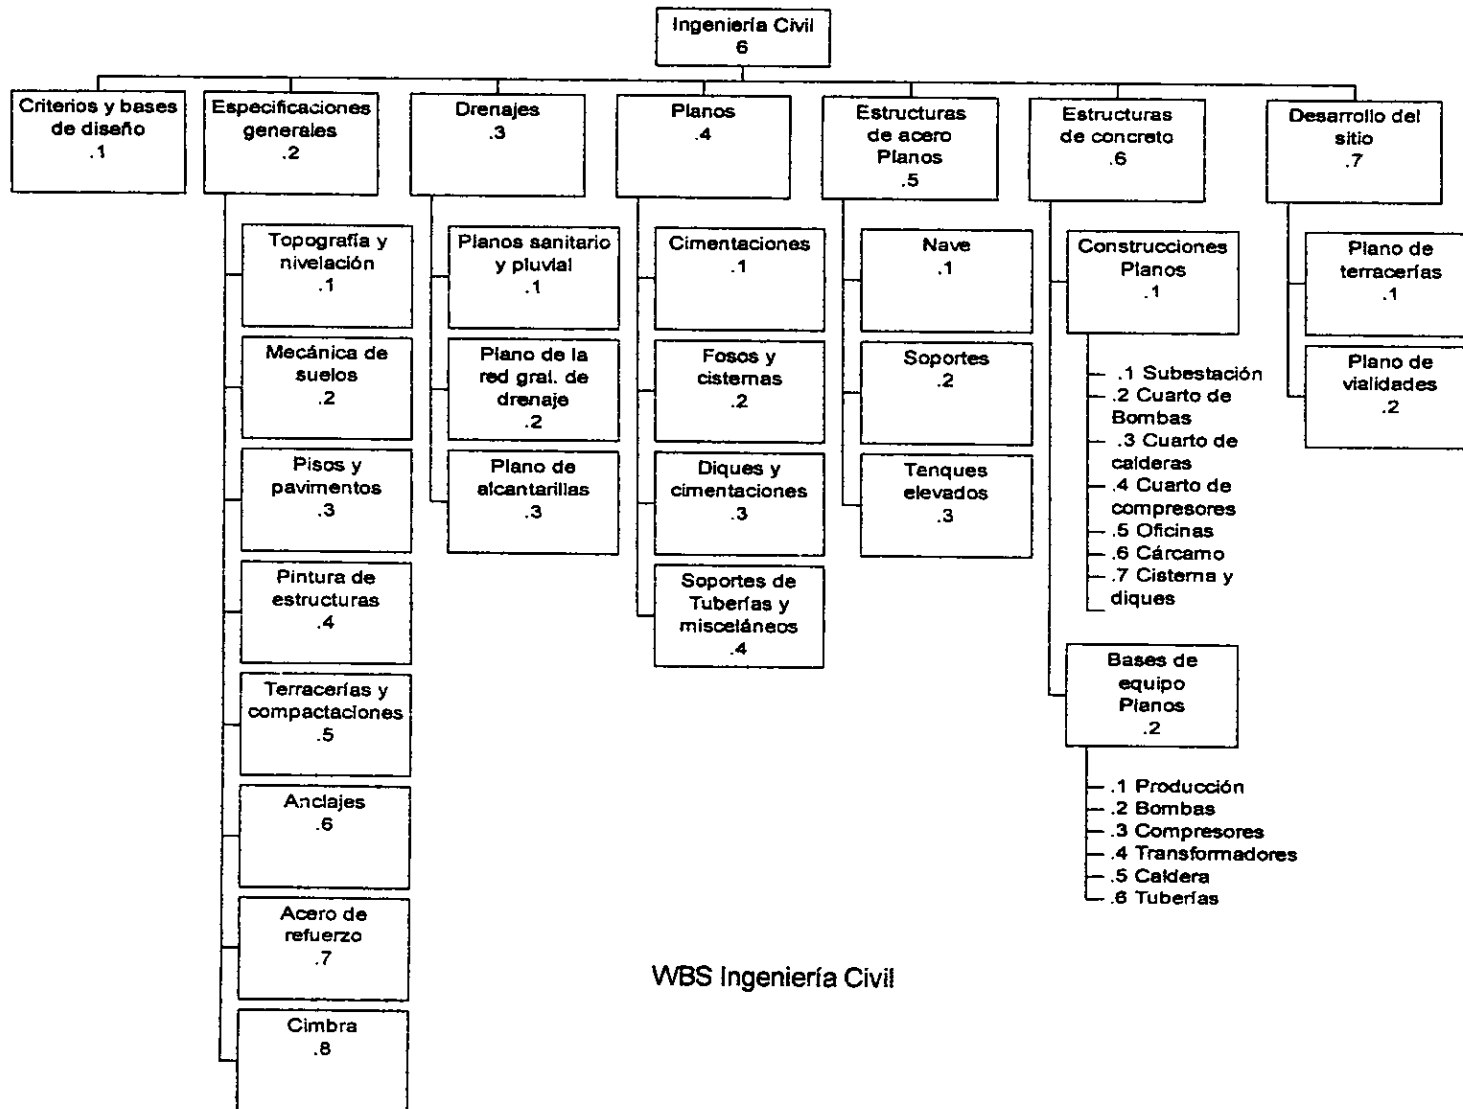 Ingeniería Civil
6
Criterios y bases
de diseño
.1
Especificaciones
generales
.2
Topografía y
nivelación
.1
Mecánica de
suelos
.2
Pisos y
pavimentos
.3
Pintura de
estructuras
.4
Terracerías y
compactaciones
.5
Anclajes
.6
Acero de
refuerzo
.7
Cimbra
.8
Drenajes
.3
Planos sanitario
y pluvial
.1
Plano de la
red gral. de
drenaje
.2
Plano de
alcantarillas
.3
Planos
.4
Cimentaciones
.1
Fosos y
cisternas
.2
Diques y
cimentaciones
.3
Soportes de
Tuberías y
misceláneos
.4
Estructuras
de acero
Planos
.5
Nave
.1
Soportes
.2
Tanques
elevados
.3
Estructuras
de concreto
.6
Construcciones
Planos
.1
.1 Subestación
.2 Cuarto de
Bombas
.3 Cuarto de
calderas
.4 Cuarto de
compresores
.5 Oficinas
.6 Cárcamo
.7 Cisterna y
diques
Bases de
equipo
Planos
.2
.1 Producción
.2 Bombas
.3 Compresores
.4 Transformadores
.5 Caldera
.6 Tuberías
Desarrollo del
sitio
.7
Plano de
terracerías
.1
Plano de
vialidades
.2
WBS Ingeniería Civil